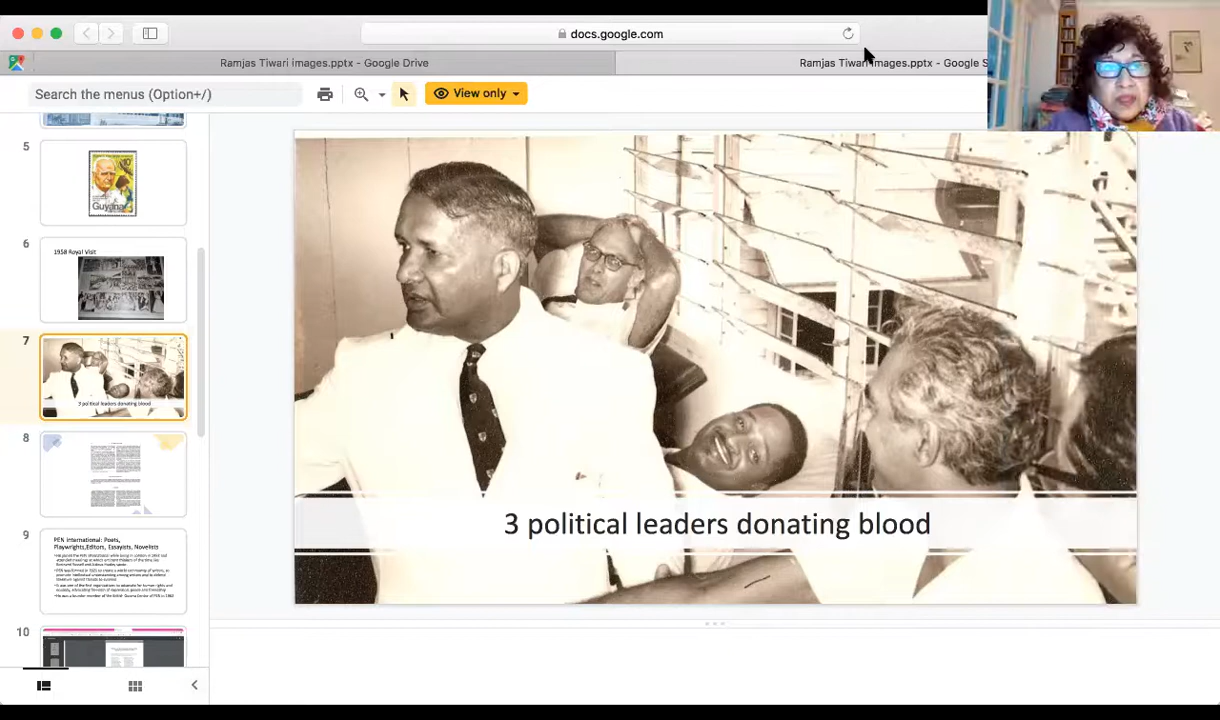 docs.google.com
Ramjas Tiwari images.pptx - Google Drive
Ramjas Tiwari images.pptx - Google S
Search the menus (Option+/)
View only
5
Guyana
6
1958 Royal Visit
7
3 political leaders donating blood
8
9
PEN International: Poets,
Playwrights,Editors, Essayists, Novelists
10
3 political leaders donating blood